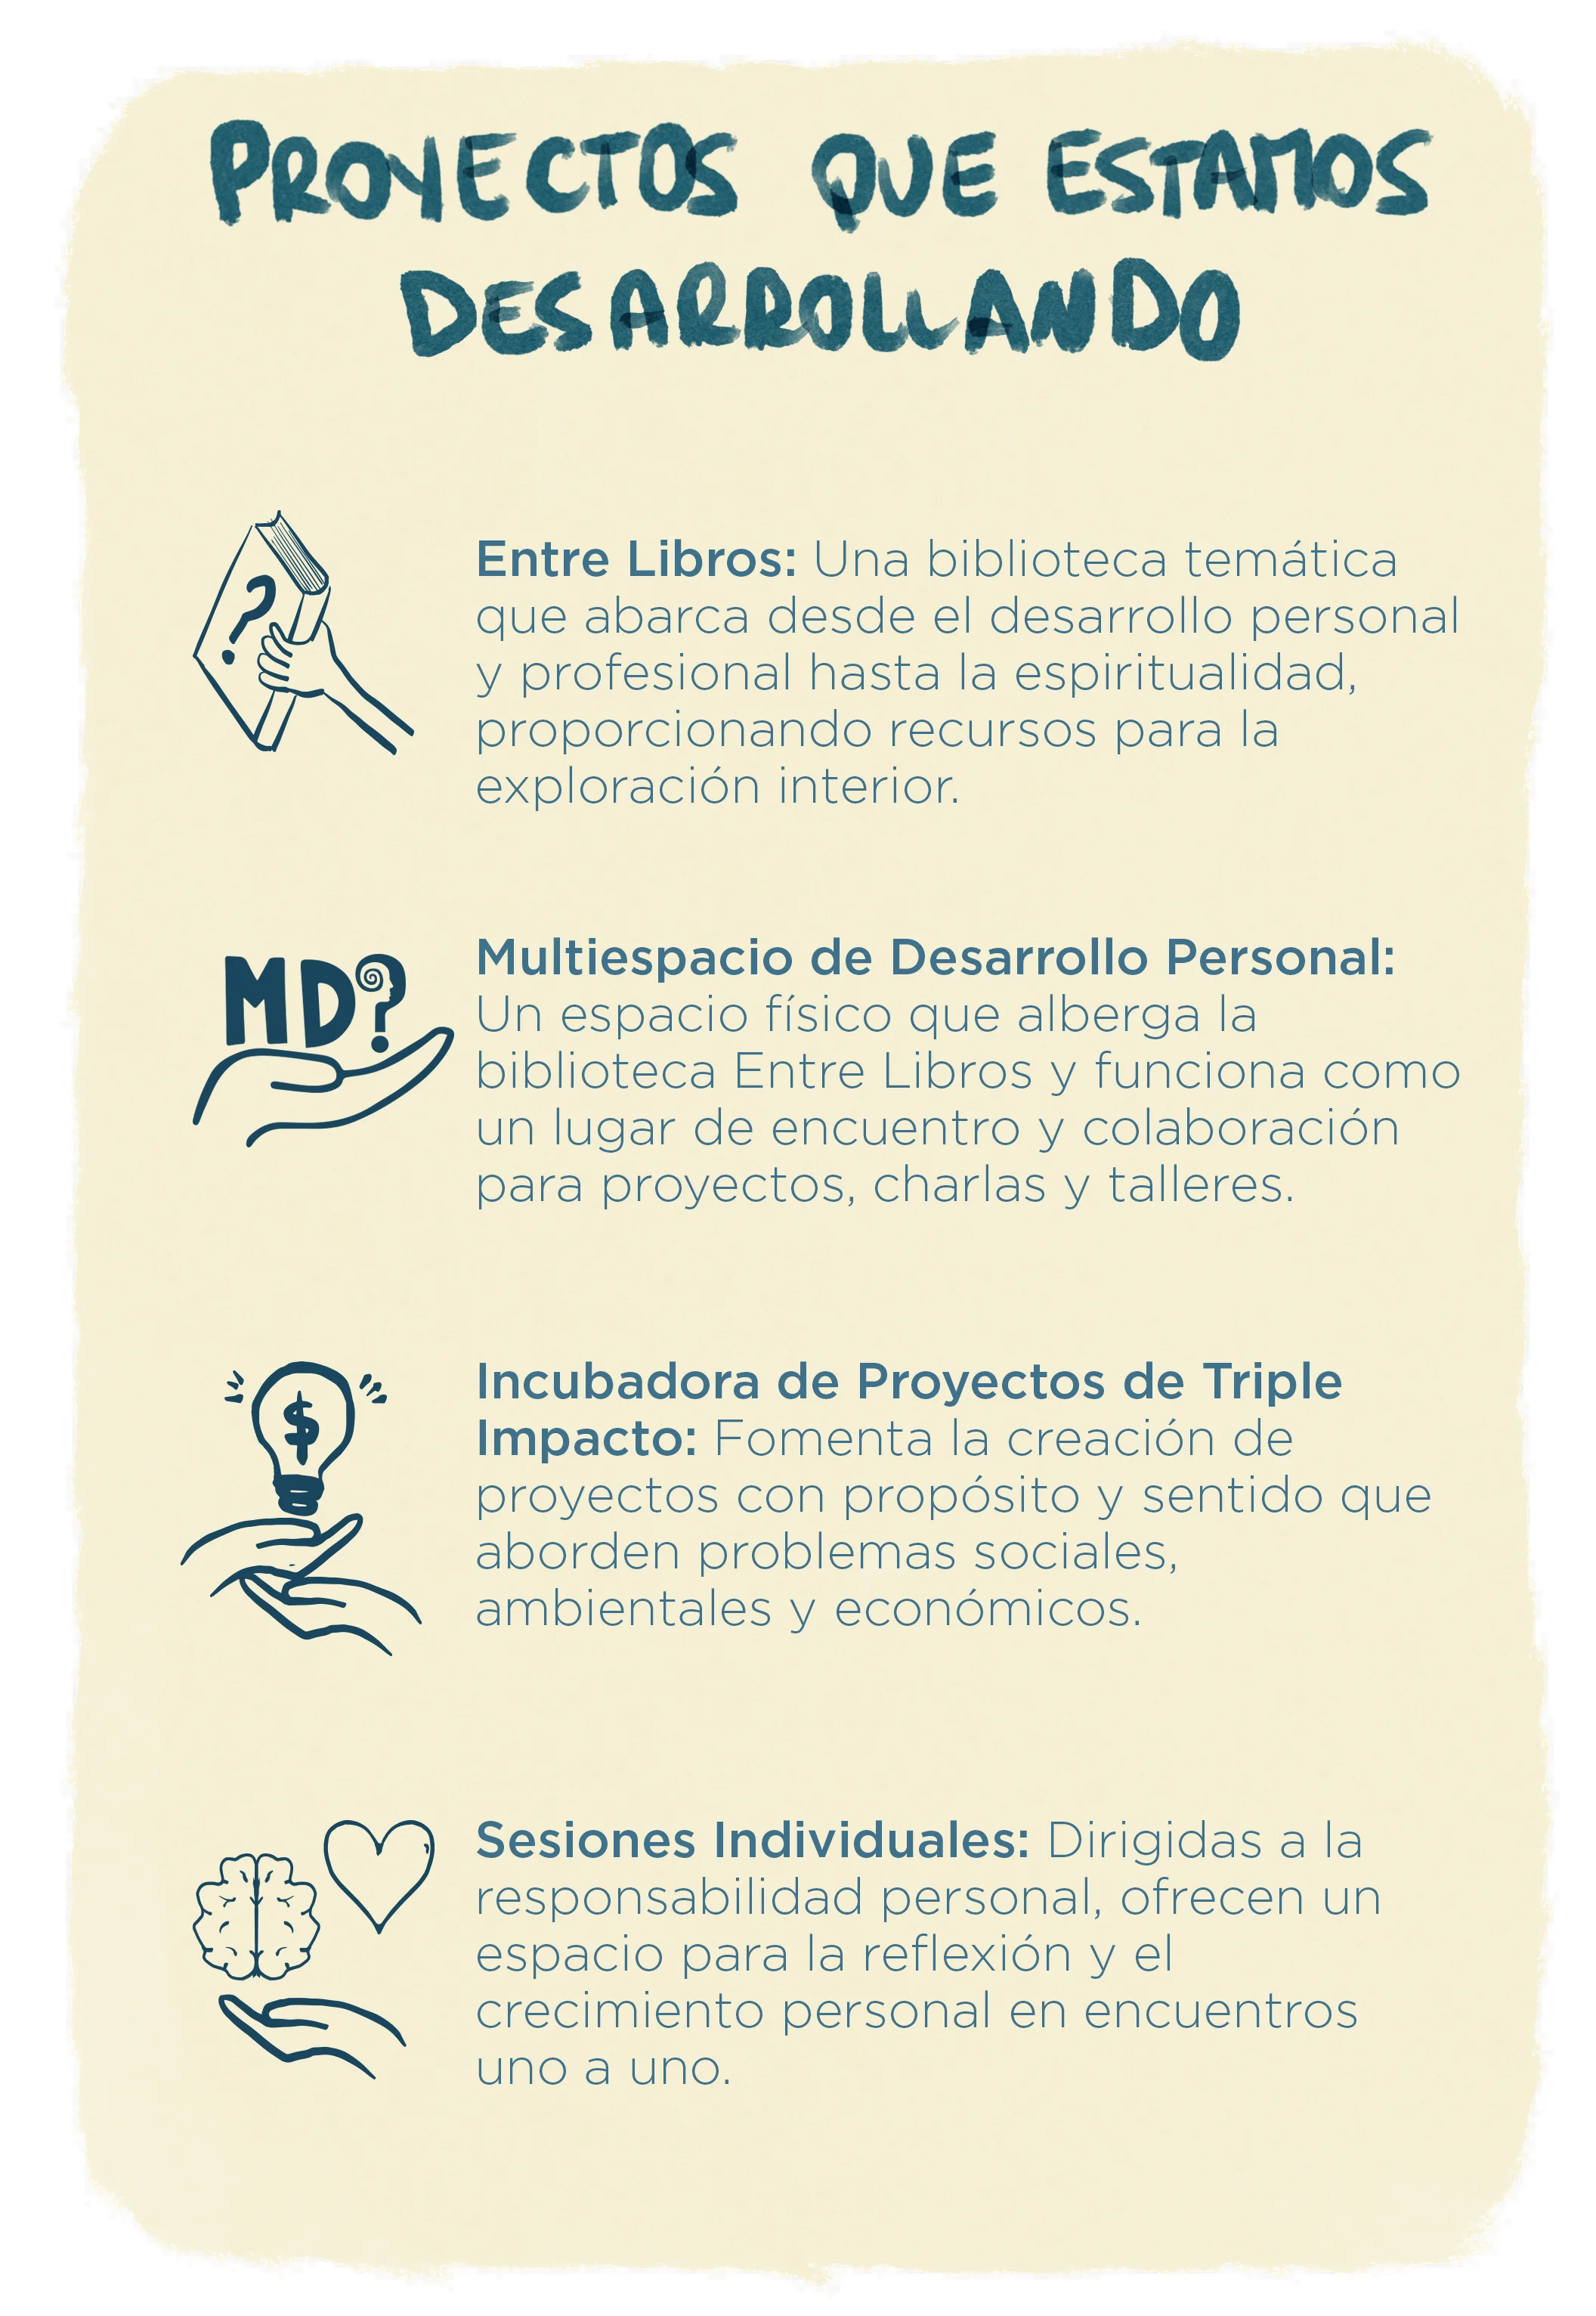 PROYECTOS QUE ESTAMOS
DESARROLLANDO
Entre Libros: Una biblioteca temática
que abarca desde el desarrollo personal
y profesional hasta la espiritualidad,
proporcionando recursos para la
exploración interior.
?
MD?
Multiespacio de Desarrollo Personal:
Un espacio físico que alberga la
biblioteca Entre Libros y funciona como
un lugar de encuentro y colaboración
para proyectos, charlas y talleres.
$
Incubadora de Proyectos de Triple
Impacto: Fomenta la creación de
proyectos con propósito y sentido que
aborden problemas sociales,
ambientales y económicos.
Sesiones Individuales: Dirigidas a la
responsabilidad personal, ofrecen un
espacio para la reflexión y el
crecimiento personal en encuentros
uno a uno.